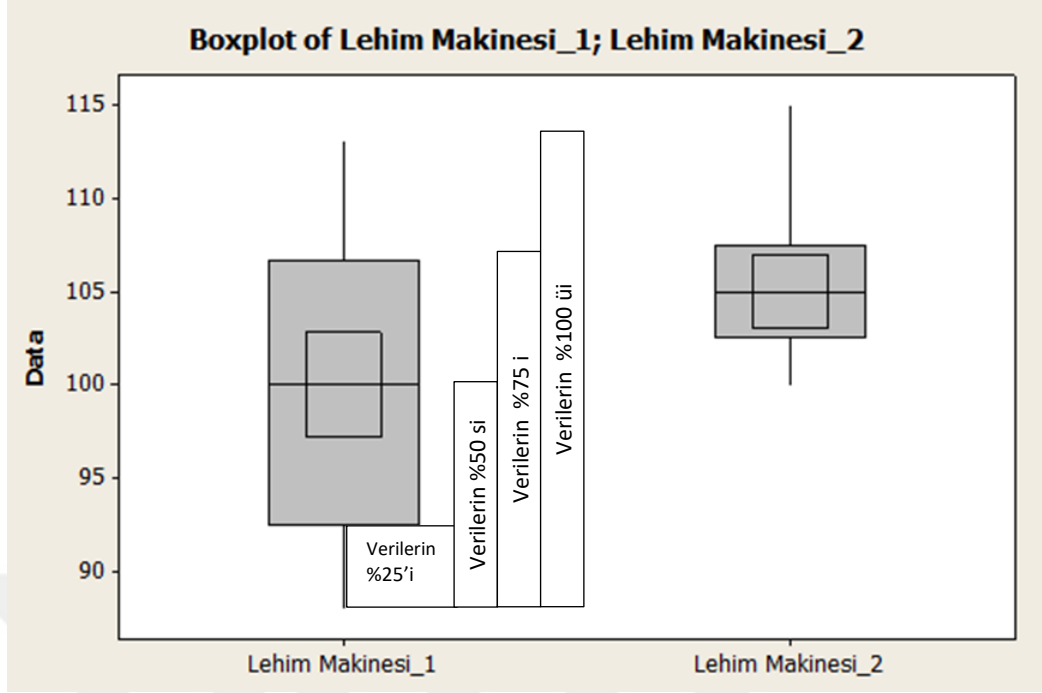 Boxplot of Lehim Makinesi_1; Lehim Makinesi_2
115
110
105
100
95
90
Data
Verilerin
%25’i
Verilerin %50 si
Verilerin %75 i
Verilerin %100 üi
Lehim Makinesi_1
Lehim Makinesi_2